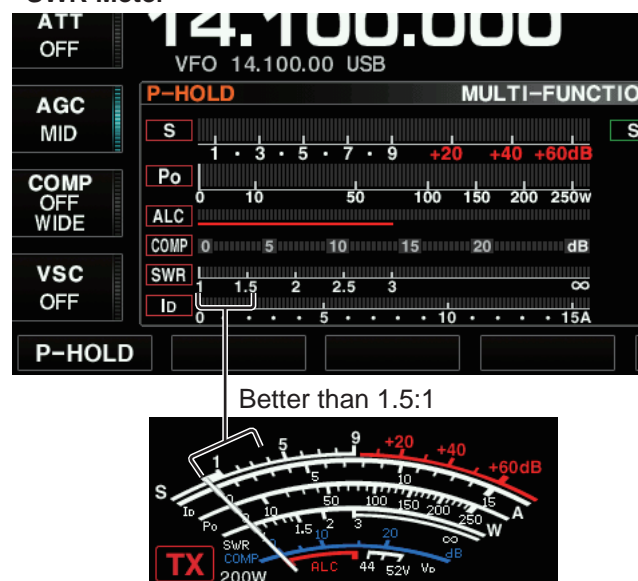 SWR Meter
ATT
OFF
14.100.000
VFO 14.100.00 USB
AGC
MID
P-HOLD MULTI-FUNCTIO
S
S
1 · 3 · 5 · 7 · 9 +20 +40 +60dB
COMP
OFF
WIDE
Po
0 10 50 100 150 200 250W
ALC
COMP 0 5 10 15 20 dB
VSC
OFF
SWR
1 1.5 2 2.5 3 ∞
ID
0 · · · · 5 · · · · 10 · · · · 15A
P-HOLD
Better than 1.5:1
S 1 5 9 +20 +40 +60dB
ID 0 5 10 15 A
Po 0 10 50 100 150 200 250 W
SWR 1.5 2 3 ∞
COMP 10 20 dB
TX
200W
ALC 44 52V VD